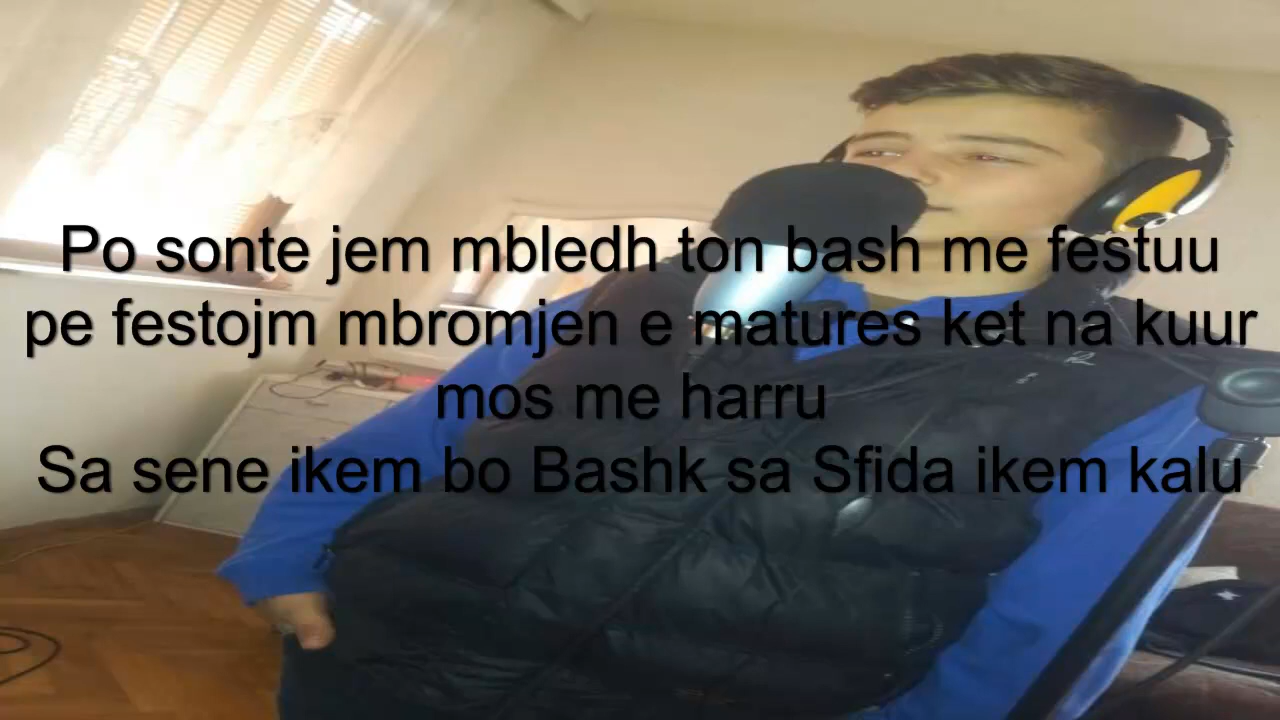 Po sonte jem mbledh ton bash me festuu
pe festojm mbromjen e matures ket na kuur
mos me harru
Sa sene ikem bo Bashk sa Sfida ikem kalu